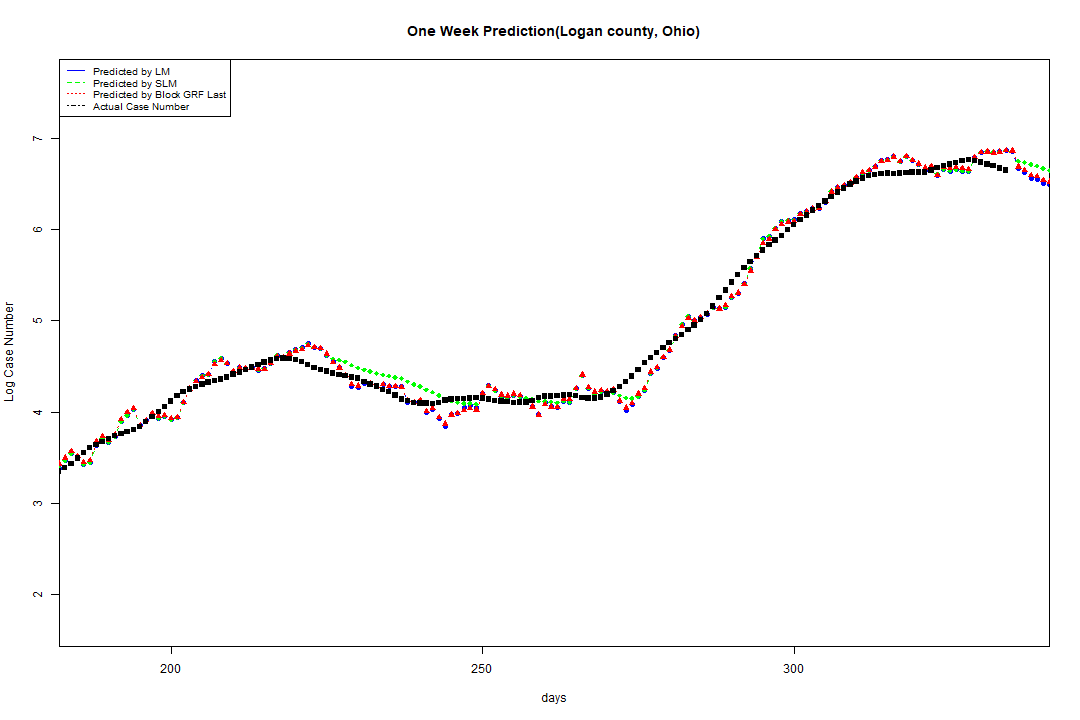 One Week Prediction(Logan county, Ohio)
Predicted by LM
Predicted by SLM
Predicted by Block GRF Last
Actual Case Number
7
6
5
4
3
2
Log Case Number
200 250 300
days